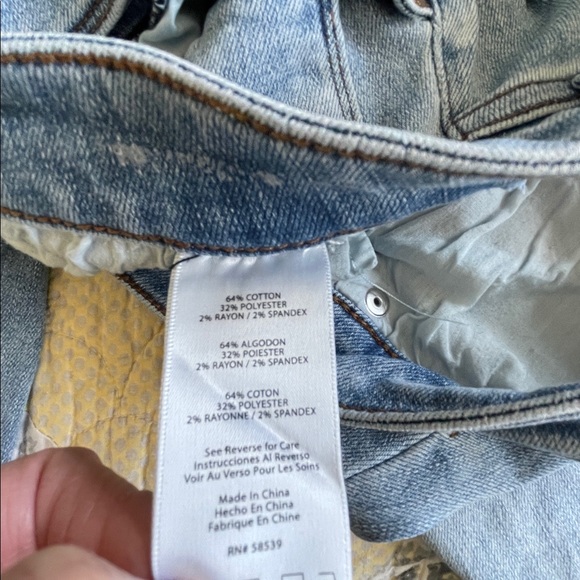 64% COTTON
32% POLYESTER
2% RAYON / 2% SPANDEX
64% ALGODON
32% POIESTER
2% RAYON / 2% SPANDEX
64% COTON
32% POLYESTER
2% RAYONNE / 2% SPANDEX
See Reverse for Care
Instrucciones Al Reverso
Voir Au Verso Pour Les Soins
Made In China
Hecho En China
Fabrique En Chine
RN# 58539